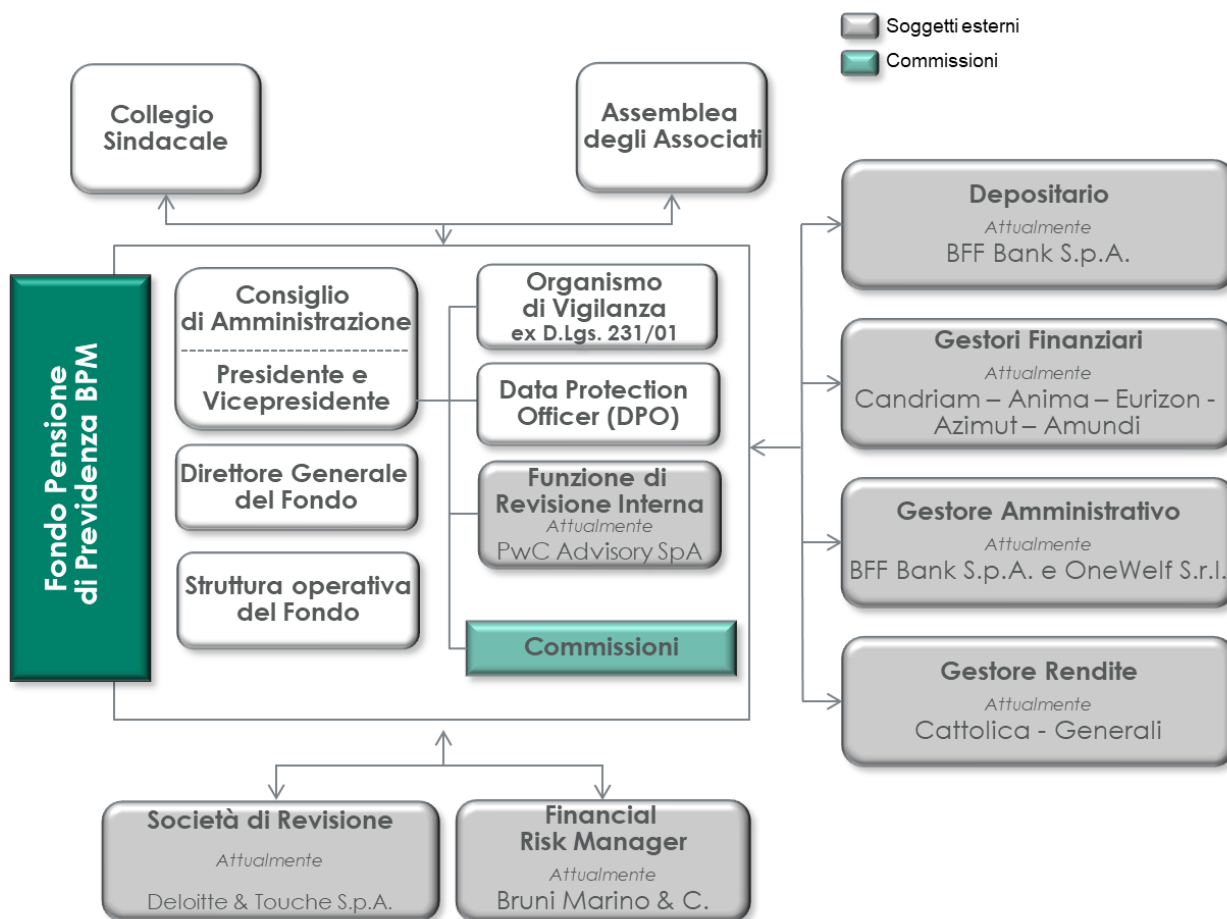 Soggetti esterni
Commissioni
Collegio
Sindacale
Assemblea
degli Associati
Fondo Pensione
di Previdenza BPM
Consiglio
di Amministrazione
Presidente e
Vicepresidente
Direttore Generale
del Fondo
Struttura operativa
del Fondo
Organismo
di Vigilanza
ex D.Lgs. 231/01
Data Protection
Officer (DPO)
Funzione di
Revisione Interna
Attualmente
PwC Advisory SpA
Commissioni
Depositario
Attualmente
BFF Bank S.p.A.
Gestori Finanziari
Attualmente
Candriam – Anima – Eurizon -
Azimut – Amundi
Gestore Amministrativo
Attualmente
BFF Bank S.p.A. e OneWelf S.r.l.
Gestore Rendite
Attualmente
Cattolica - Generali
Società di Revisione
Attualmente
Deloitte & Touche S.p.A.
Financial
Risk Manager
Attualmente
Bruni Marino & C.